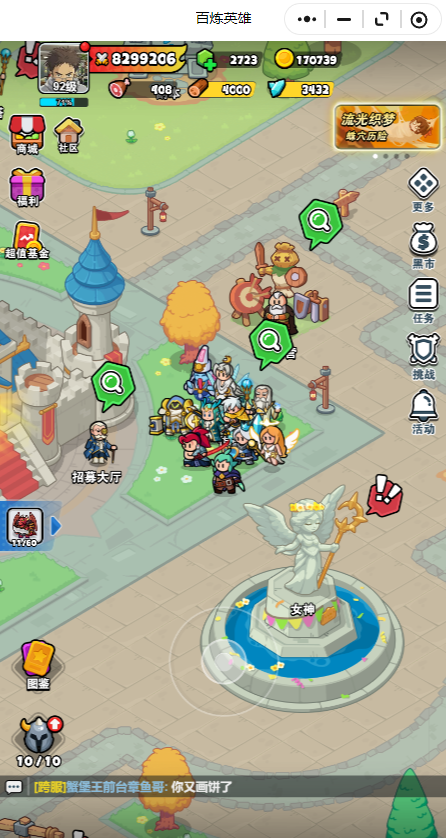 百炼英雄
8299206
2723
170739
92级
71%
408
4000
3432
商城
社区
流光织梦
蛛穴历险
福利
更多
超值基金
黑市
任务
挑战
活动
招募大厅
11/60
女神
图鉴
10/10
[跨服]蟹堡王前台章鱼哥: 你又画饼了